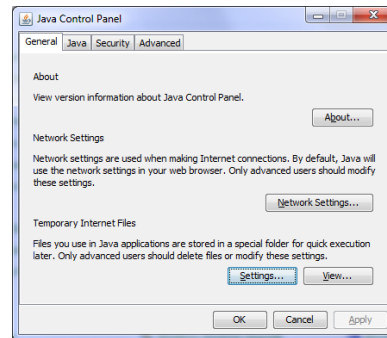 Java Control Panel
General Java Security Advanced
About
View version information about Java Control Panel.
About...
Network Settings
Network settings are used when making Internet connections. By default, Java will
use the network settings in your web browser. Only advanced users should modify
these settings.
Network Settings...
Temporary Internet Files
Files you use in Java applications are stored in a special folder for quick execution
later. Only advanced users should delete files or modify these settings.
Settings... View...
OK Cancel Apply